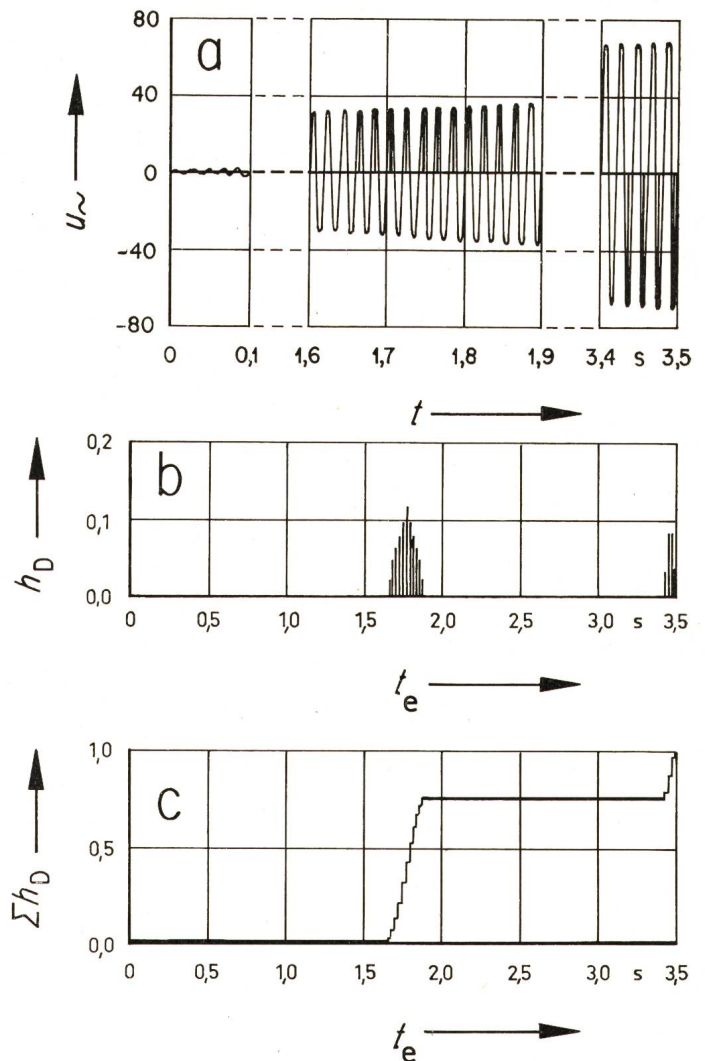 80
40
0
-40
-80
u~
a
0 0,1 1,6 1,7 1,8 1,9 3,4 s 3,5
t
0,2
0,1
0,0
h_D
b
0 0,5 1,0 1,5 2,0 2,5 3,0 s 3,5
t_e
1,0
0,5
0,0
Σh_D
c
0 0,5 1,0 1,5 2,0 2,5 3,0 s 3,5
t_e